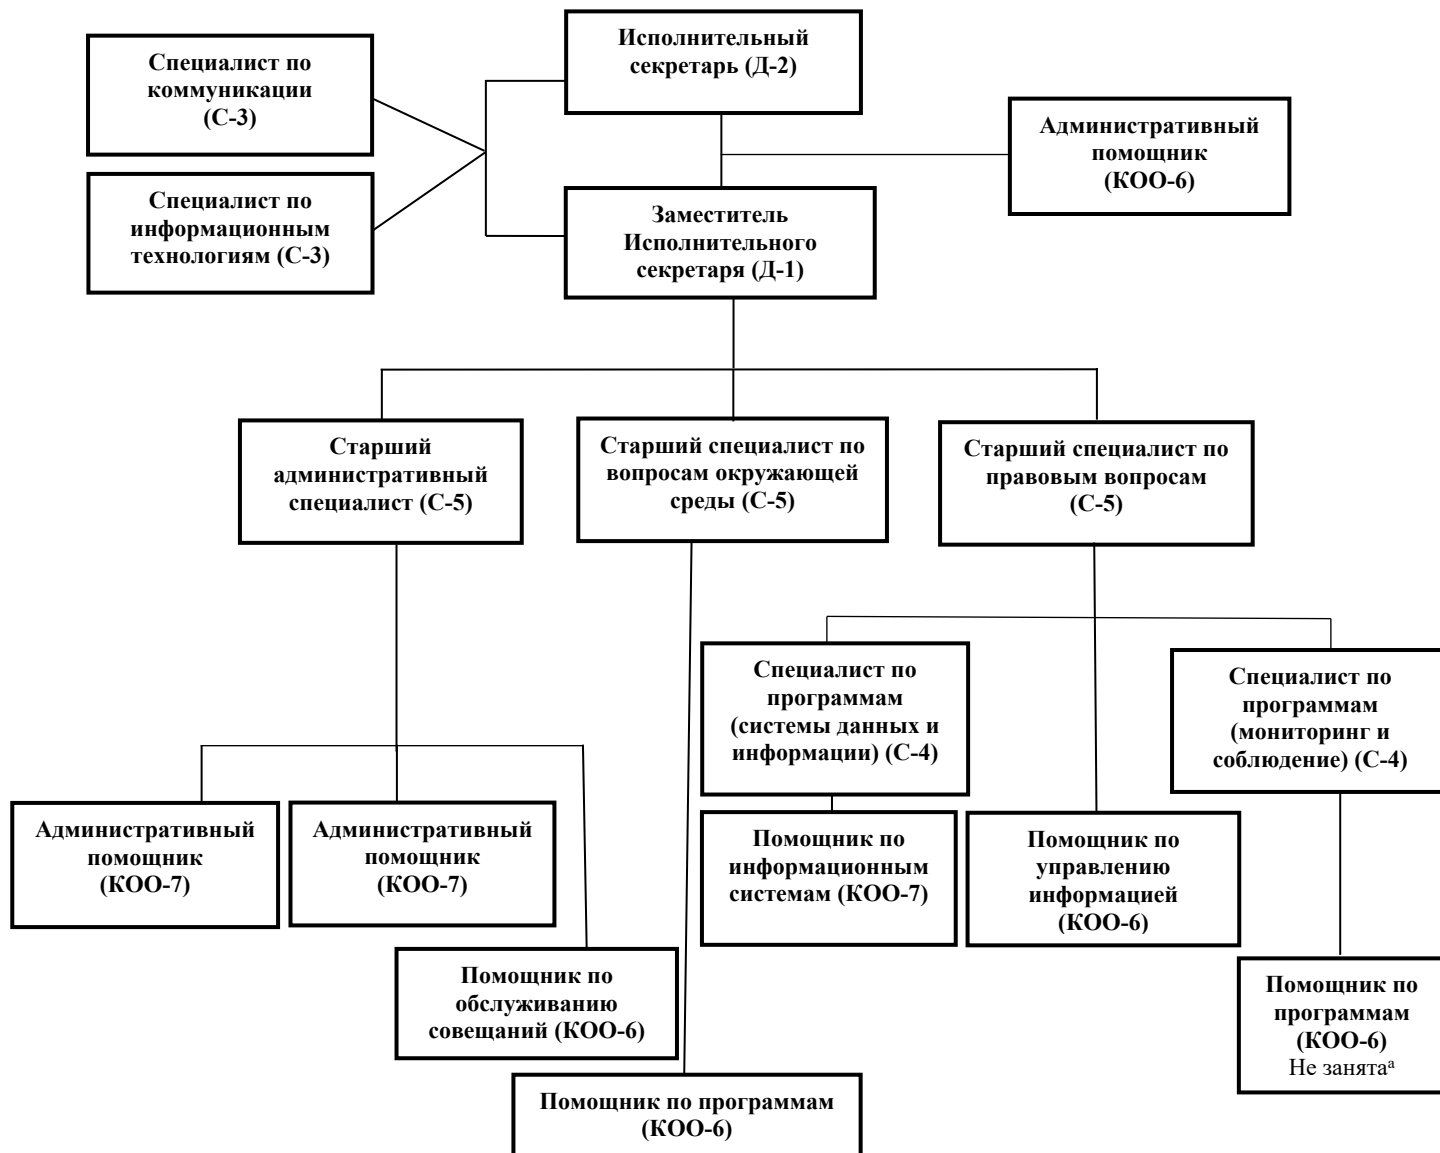 Исполнительный
секретарь (Д-2)
Специалист по
коммуникации
(С-3)
Административный
помощник
(КОО-6)
Специалист по
информационным
технологиям (С-3)
Заместитель
Исполнительного
секретаря (Д-1)
Старший
административный
специалист (С-5)
Старший специалист по
вопросам окружающей
среды (С-5)
Старший специалист по
правовым вопросам
(С-5)
Специалист по
программам
(системы данных и
информации) (С-4)
Специалист по
программам
(мониторинг и
соблюдение) (С-4)
Административный
помощник
(КОО-7)
Административный
помощник
(КОО-7)
Помощник по
информационным
системам (КОО-7)
Помощник по
управлению
информацией
(КОО-6)
Помощник по
обслуживанию
совещаний (КОО-6)
Помощник по
программам
(КОО-6)
Не занятаᵃ
Помощник по программам
(КОО-6)